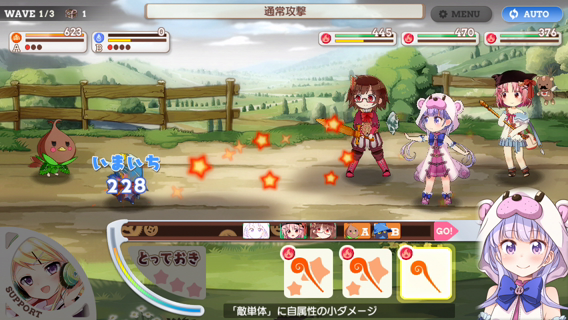 WAVE 1/3 1
通常攻撃
MENU
AUTO
623
A
0
B
445
470
376
いまいち
228
A B GO!
とっておき
SUPPORT
「敵単体」に自属性の小ダメージ